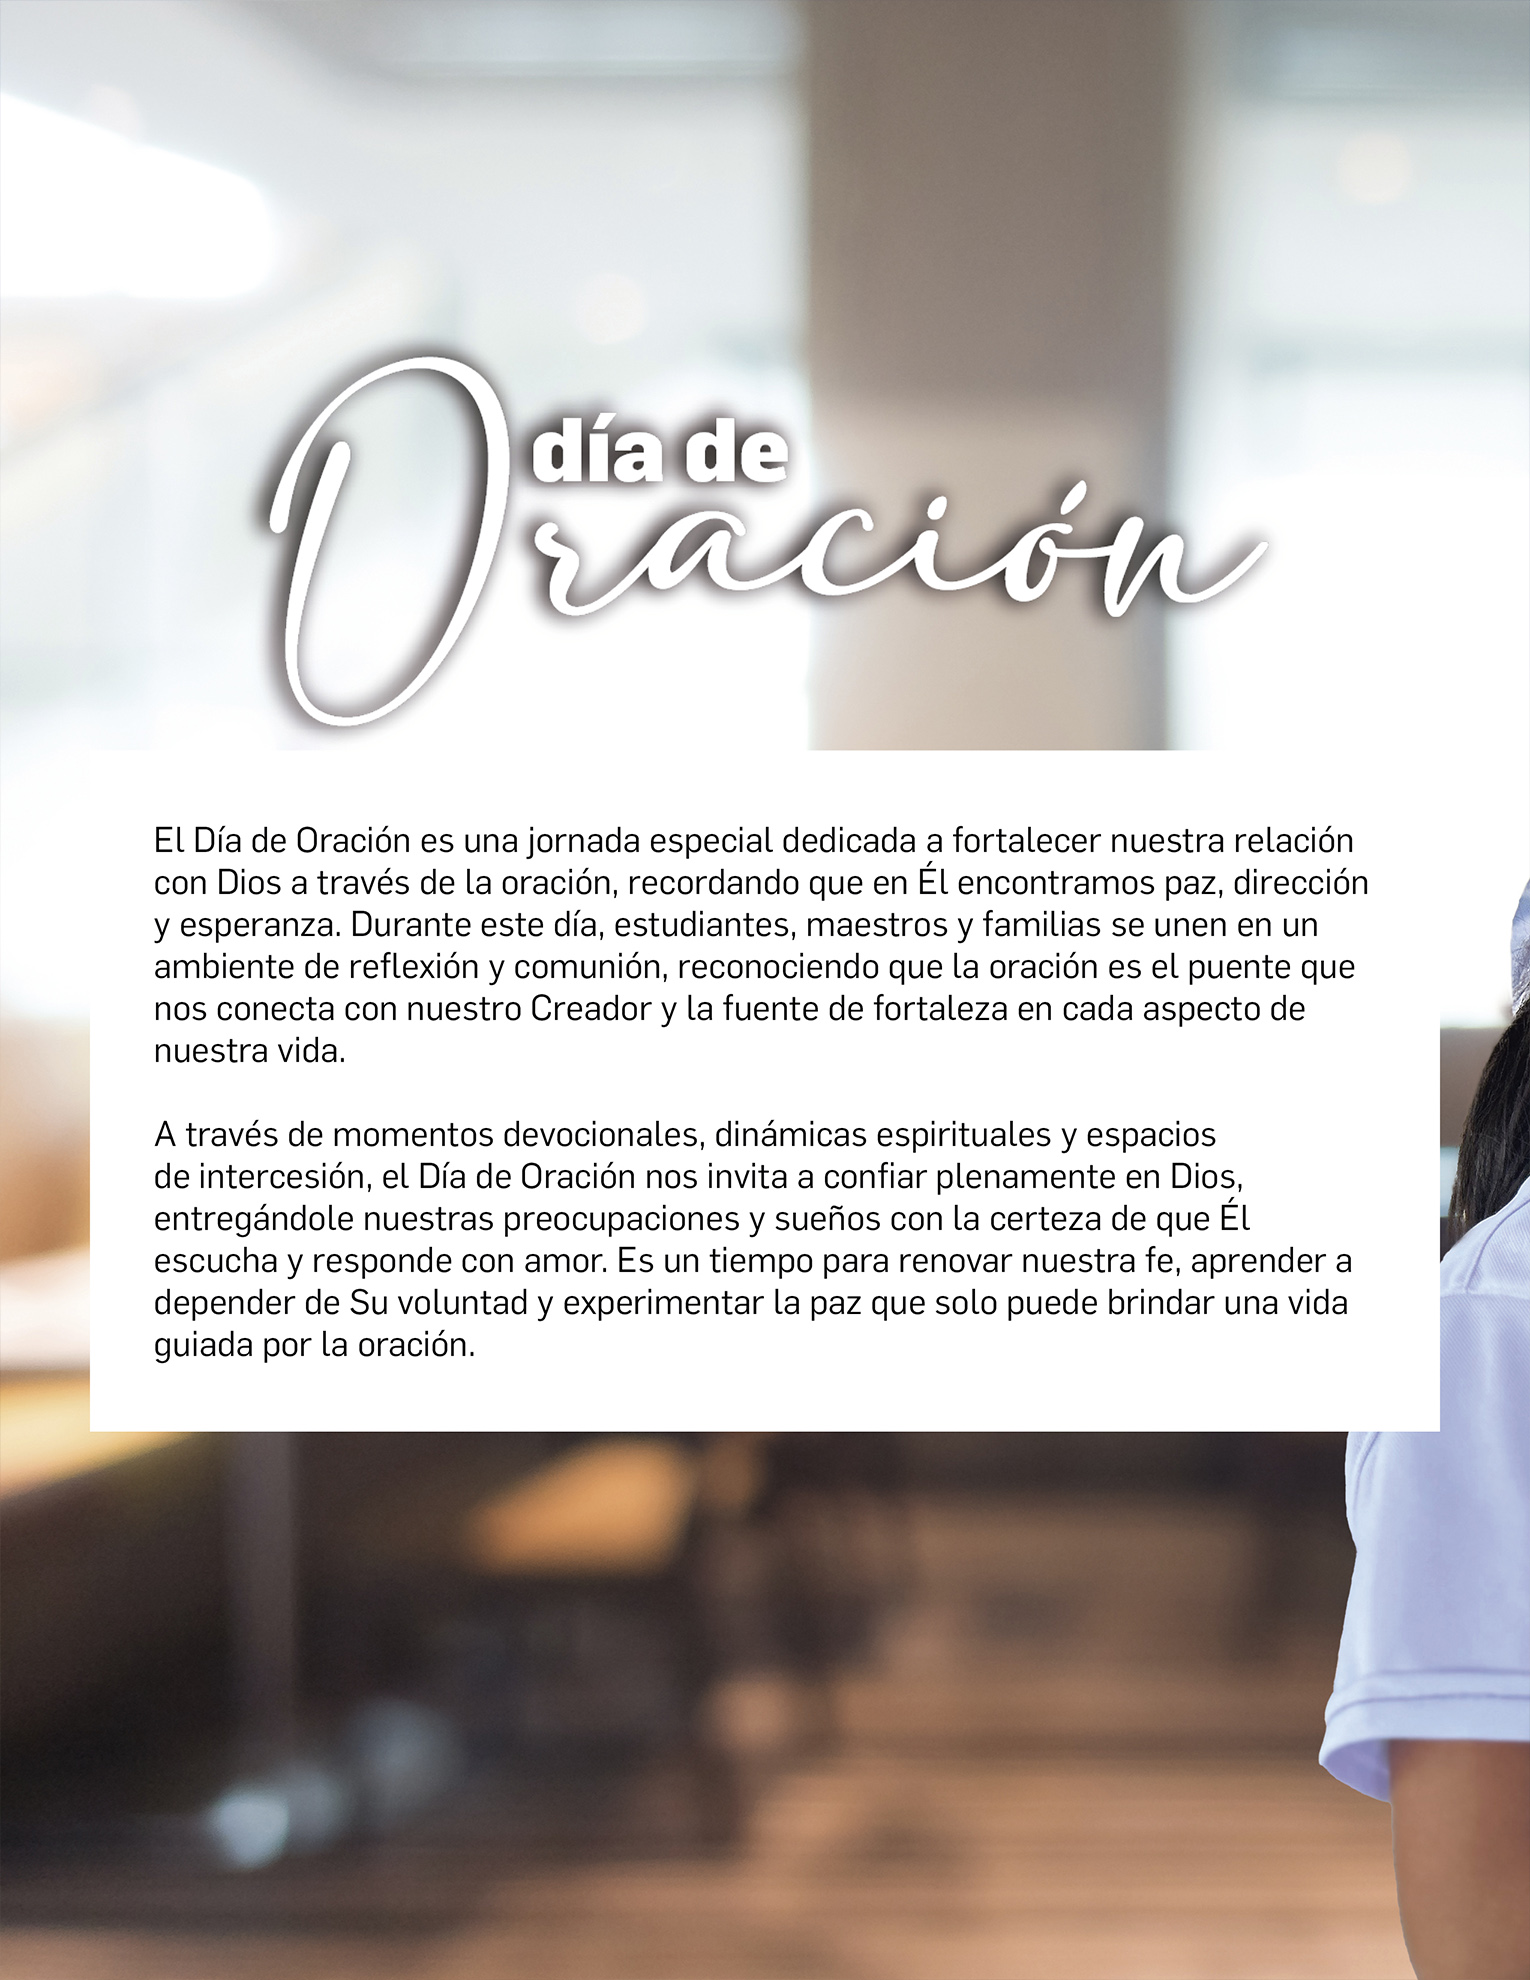 día de
Oración
El Día de Oración es una jornada especial dedicada a fortalecer nuestra relación
con Dios a través de la oración, recordando que en Él encontramos paz, dirección
y esperanza. Durante este día, estudiantes, maestros y familias se unen en un
ambiente de reflexión y comunión, reconociendo que la oración es el puente que
nos conecta con nuestro Creador y la fuente de fortaleza en cada aspecto de
nuestra vida.
A través de momentos devocionales, dinámicas espirituales y espacios
de intercesión, el Día de Oración nos invita a confiar plenamente en Dios,
entregándole nuestras preocupaciones y sueños con la certeza de que Él
escucha y responde con amor. Es un tiempo para renovar nuestra fe, aprender a
depender de Su voluntad y experimentar la paz que solo puede brindar una vida
guiada por la oración.